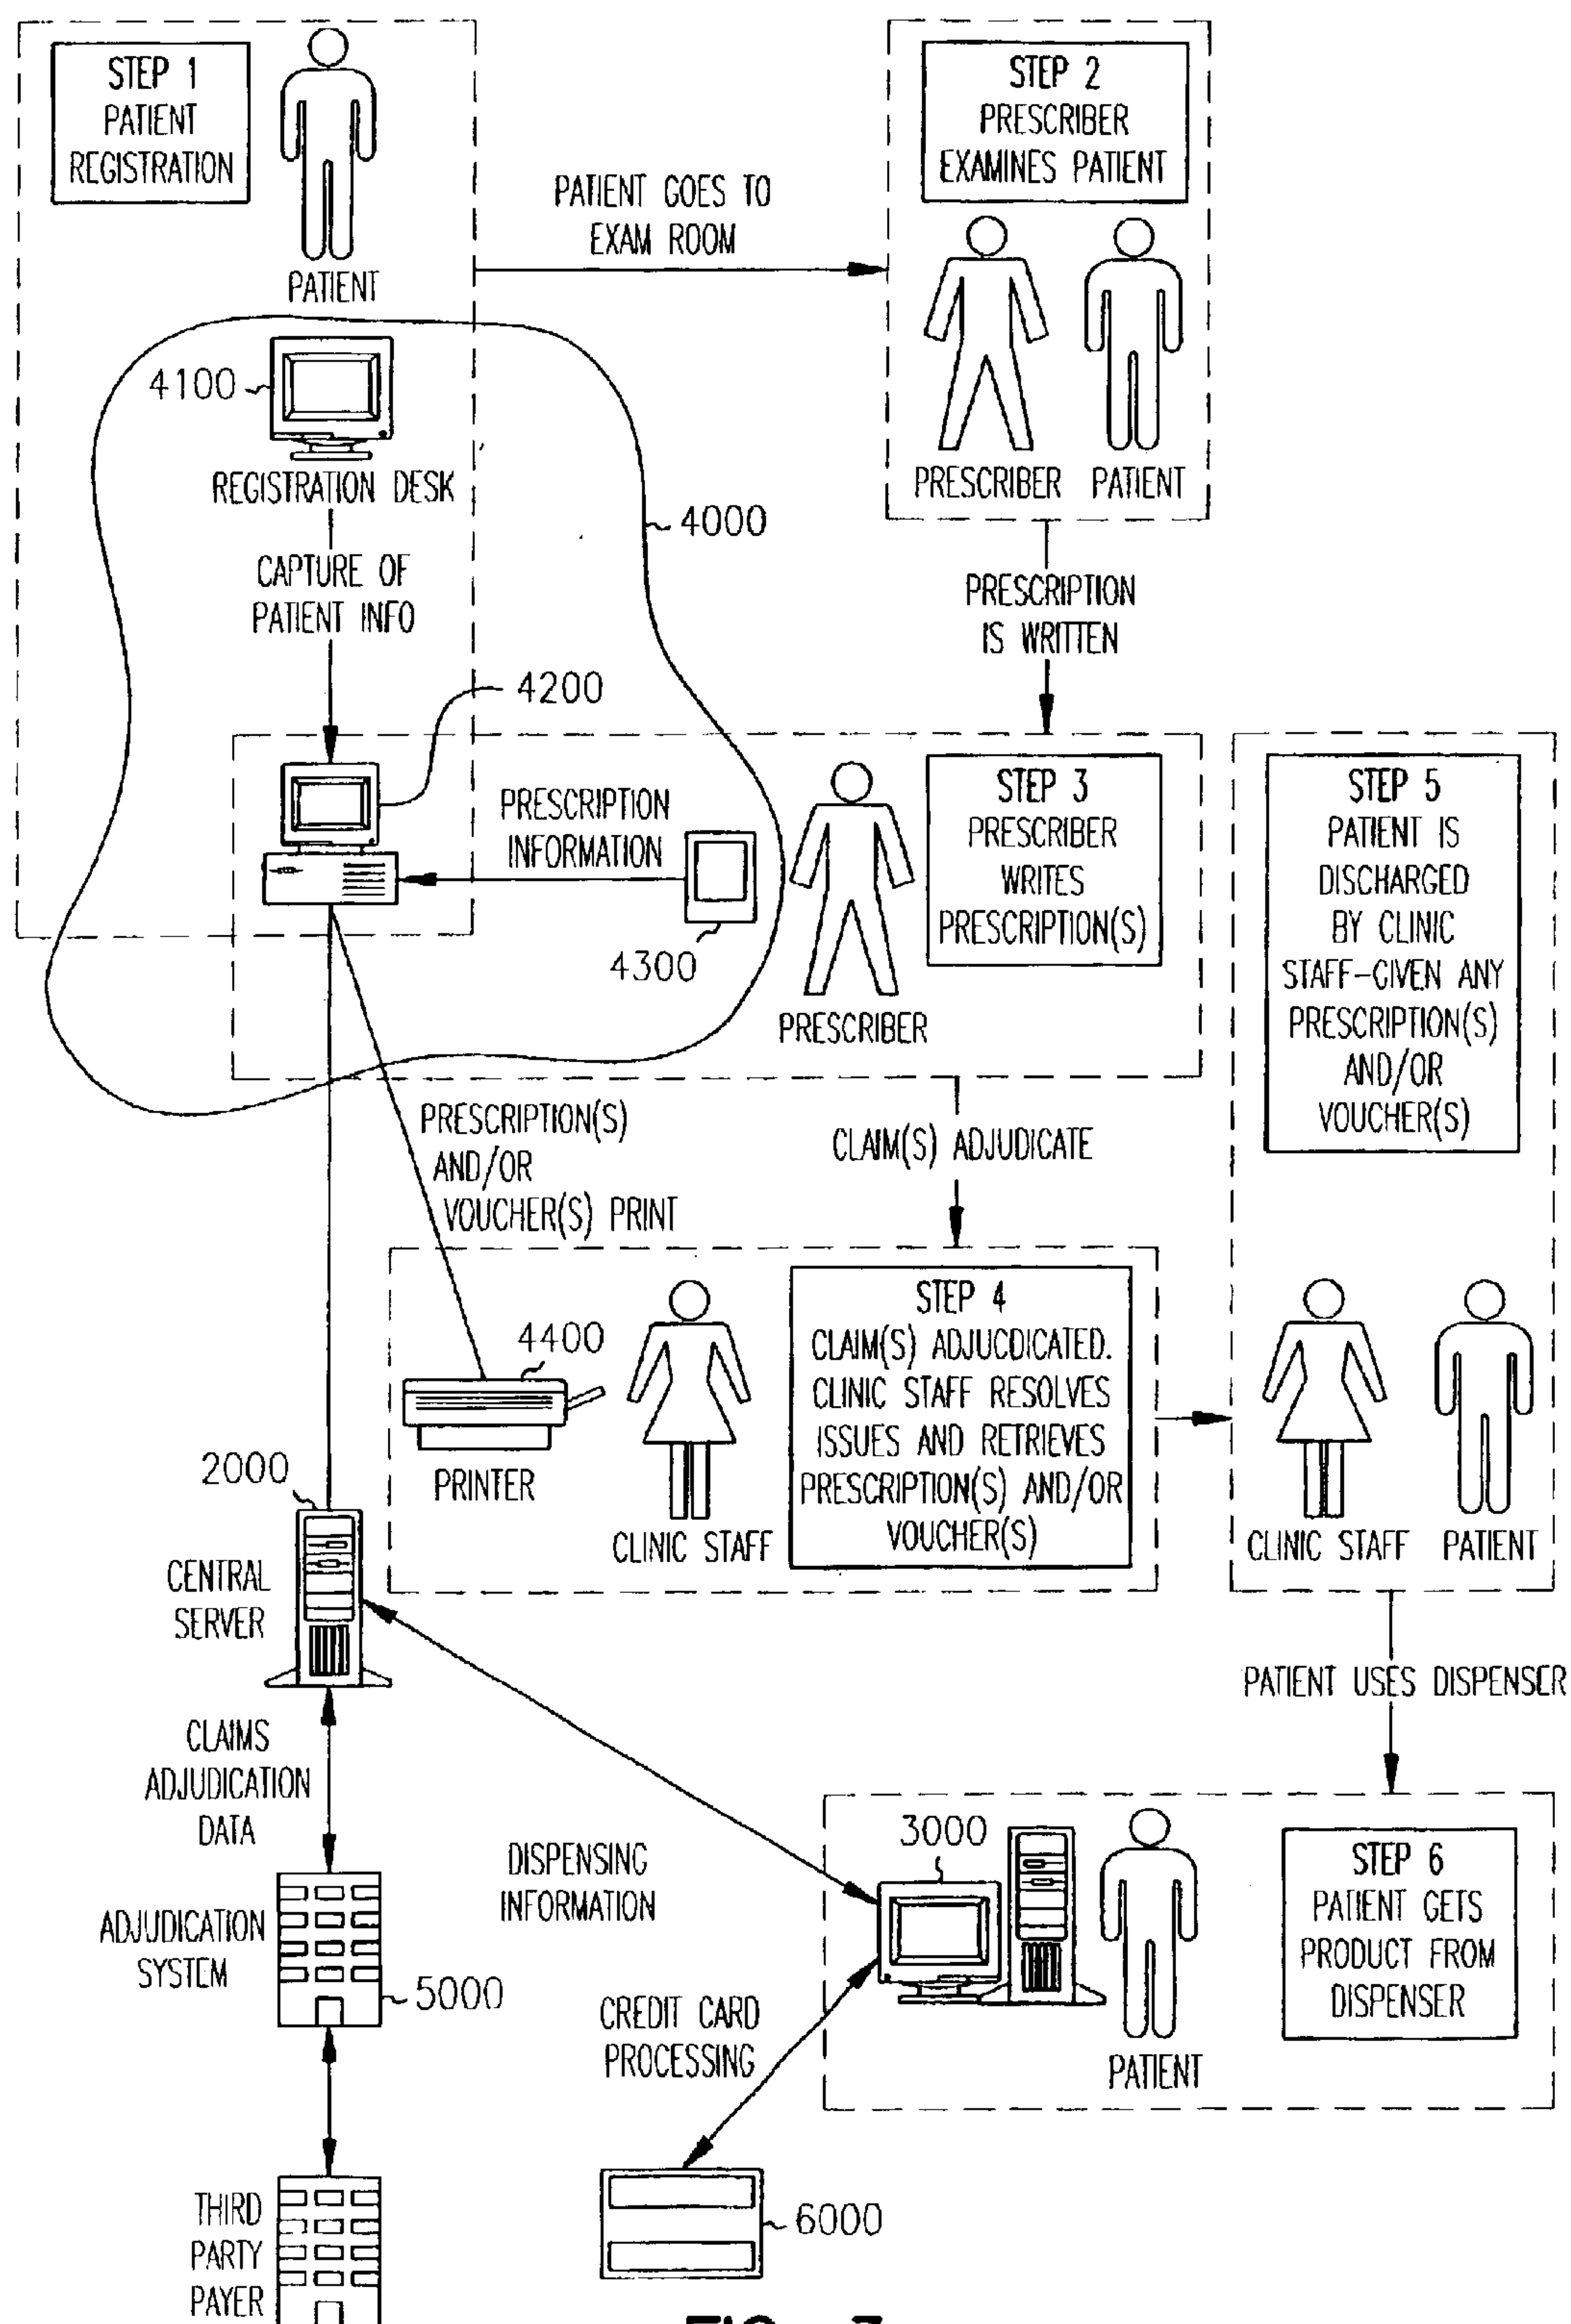 STEP 1
PATIENT
REGISTRATION
PATIENT
PATIENT GOES TO
EXAM ROOM
STEP 2
PRESCRIBER
EXAMINES PATIENT
PRESCRIBER
PATIENT
4100
REGISTRATION DESK
4000
CAPTURE OF
PATIENT INFO
PRESCRIPTION
IS WRITTEN
4200
PRESCRIPTION
INFORMATION
4300
PRESCRIBER
STEP 3
PRESCRIBER
WRITES
PRESCRIPTION(S)
STEP 5
PATIENT IS
DISCHARGED
BY CLINIC
STAFF-GIVEN ANY
PRESCRIPTION(S)
AND/OR
VOUCHER(S)
PRESCRIPTION(S)
AND/OR
VOUCHER(S) PRINT
CLAIM(S) ADJUDICATE
4400
PRINTER
CLINIC STAFF
STEP 4
CLAIM(S) ADJUCDICATED.
CLINIC STAFF RESOLVES
ISSUES AND RETRIEVES
PRESCRIPTION(S) AND/OR
VOUCHER(S)
CLINIC STAFF
PATIENT
2000
CENTRAL
SERVER
PATIENT USES DISPENSER
CLAIMS
ADJUDICATION
DATA
DISPENSING
INFORMATION
3000
PATIENT
STEP 6
PATIENT GETS
PRODUCT FROM
DISPENSER
ADJUDICATION
SYSTEM
5000
CREDIT CARD
PROCESSING
THIRD
PARTY
PAYER
6000